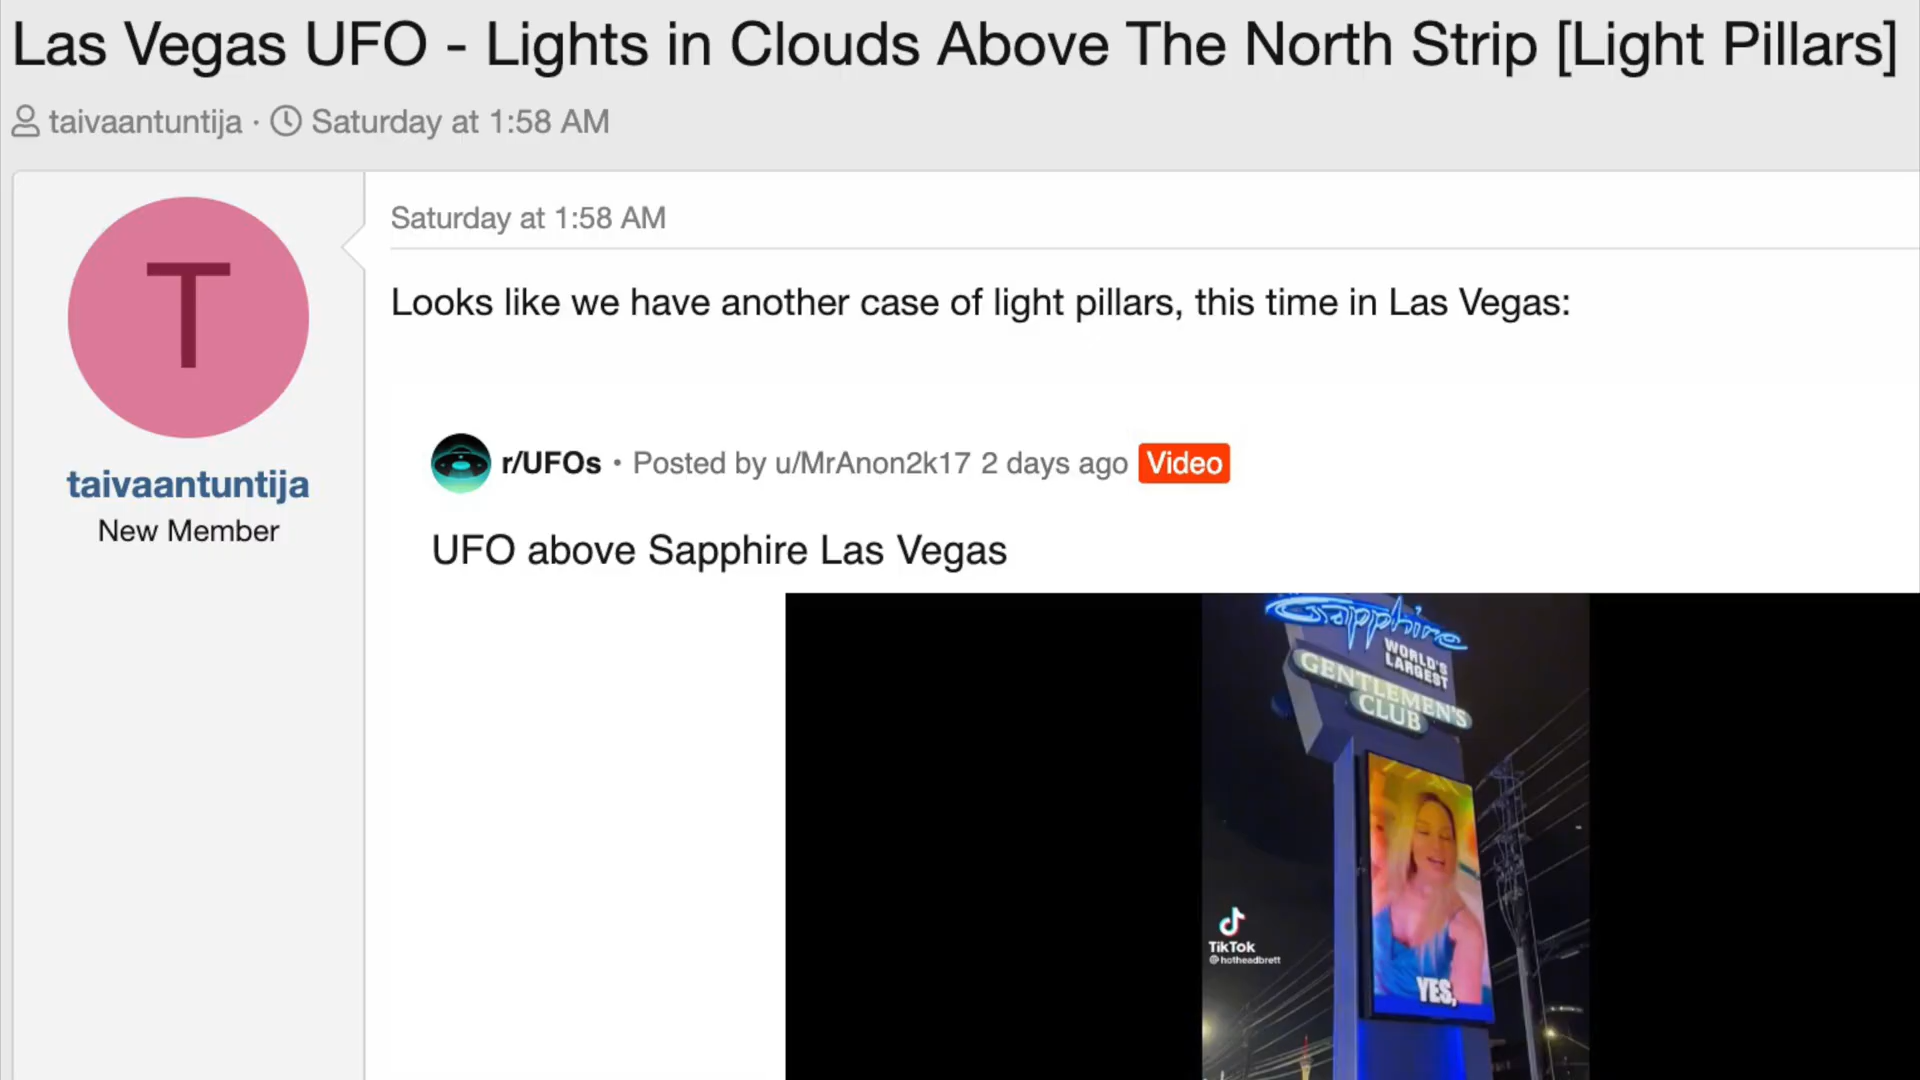 Las Vegas UFO - Lights in Clouds Above The North Strip [Light Pillars]
taivaantuntija · Saturday at 1:58 AM
T
taivaantuntija
New Member
Saturday at 1:58 AM
Looks like we have another case of light pillars, this time in Las Vegas:
r/UFOs • Posted by u/MrAnon2k17 2 days ago Video
UFO above Sapphire Las Vegas
Sapphire
WORLD'S
LARGEST
GENTLEMEN'S
CLUB
YES,
TikTok
@hotheadbrett